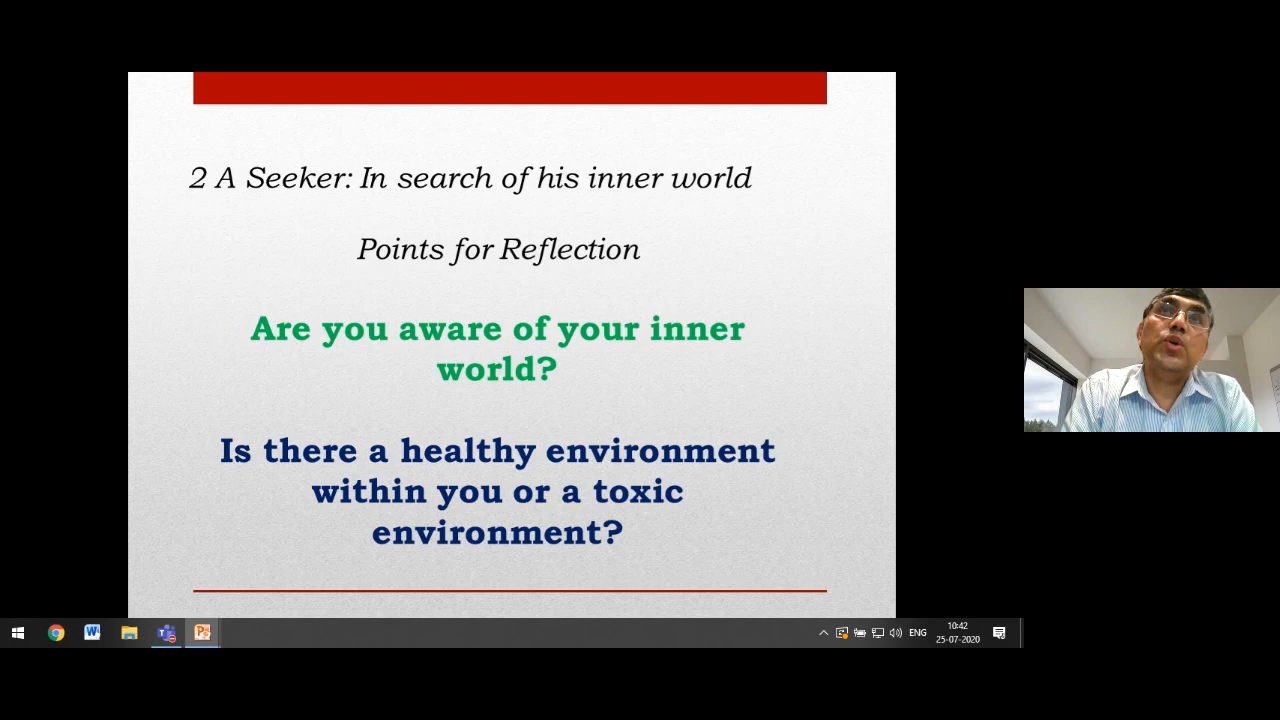 2 A Seeker: In search of his inner world
Points for Reflection
Are you aware of your inner
world?
Is there a healthy environment
within you or a toxic
environment?
ENG
10:42
25-07-2020